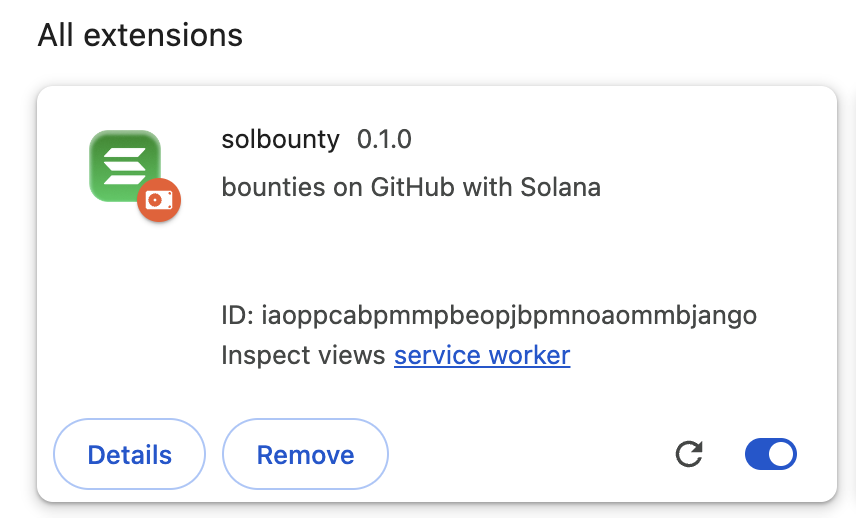 All extensions
solbounty 0.1.0
bounties on GitHub with Solana
ID: iaoppcabpmmpbeopjbpmnoaommbjango
Inspect views service worker
Details Remove